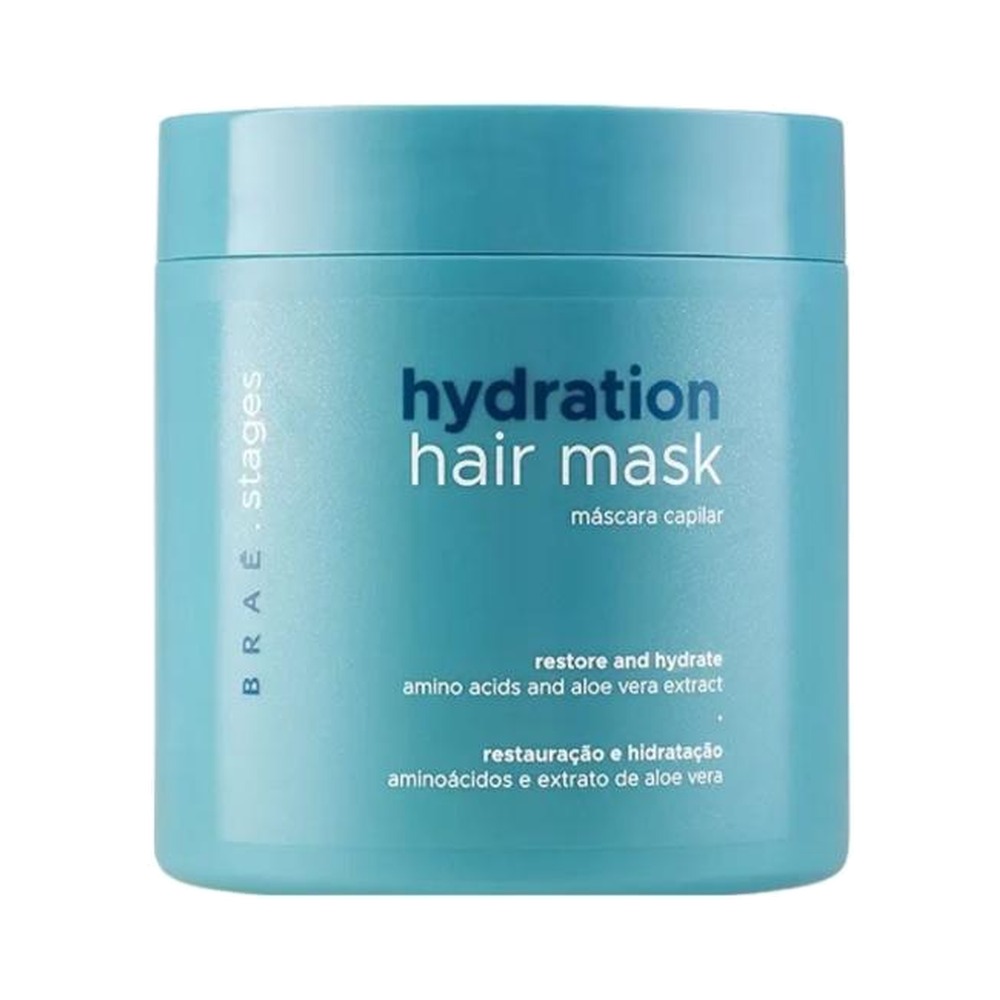 BRAÉ.stages
hydration
hair mask
máscara capilar
restore and hydrate
amino acids and aloe vera extract
.
restauração e hidratação
aminoácidos e extrato de aloe vera